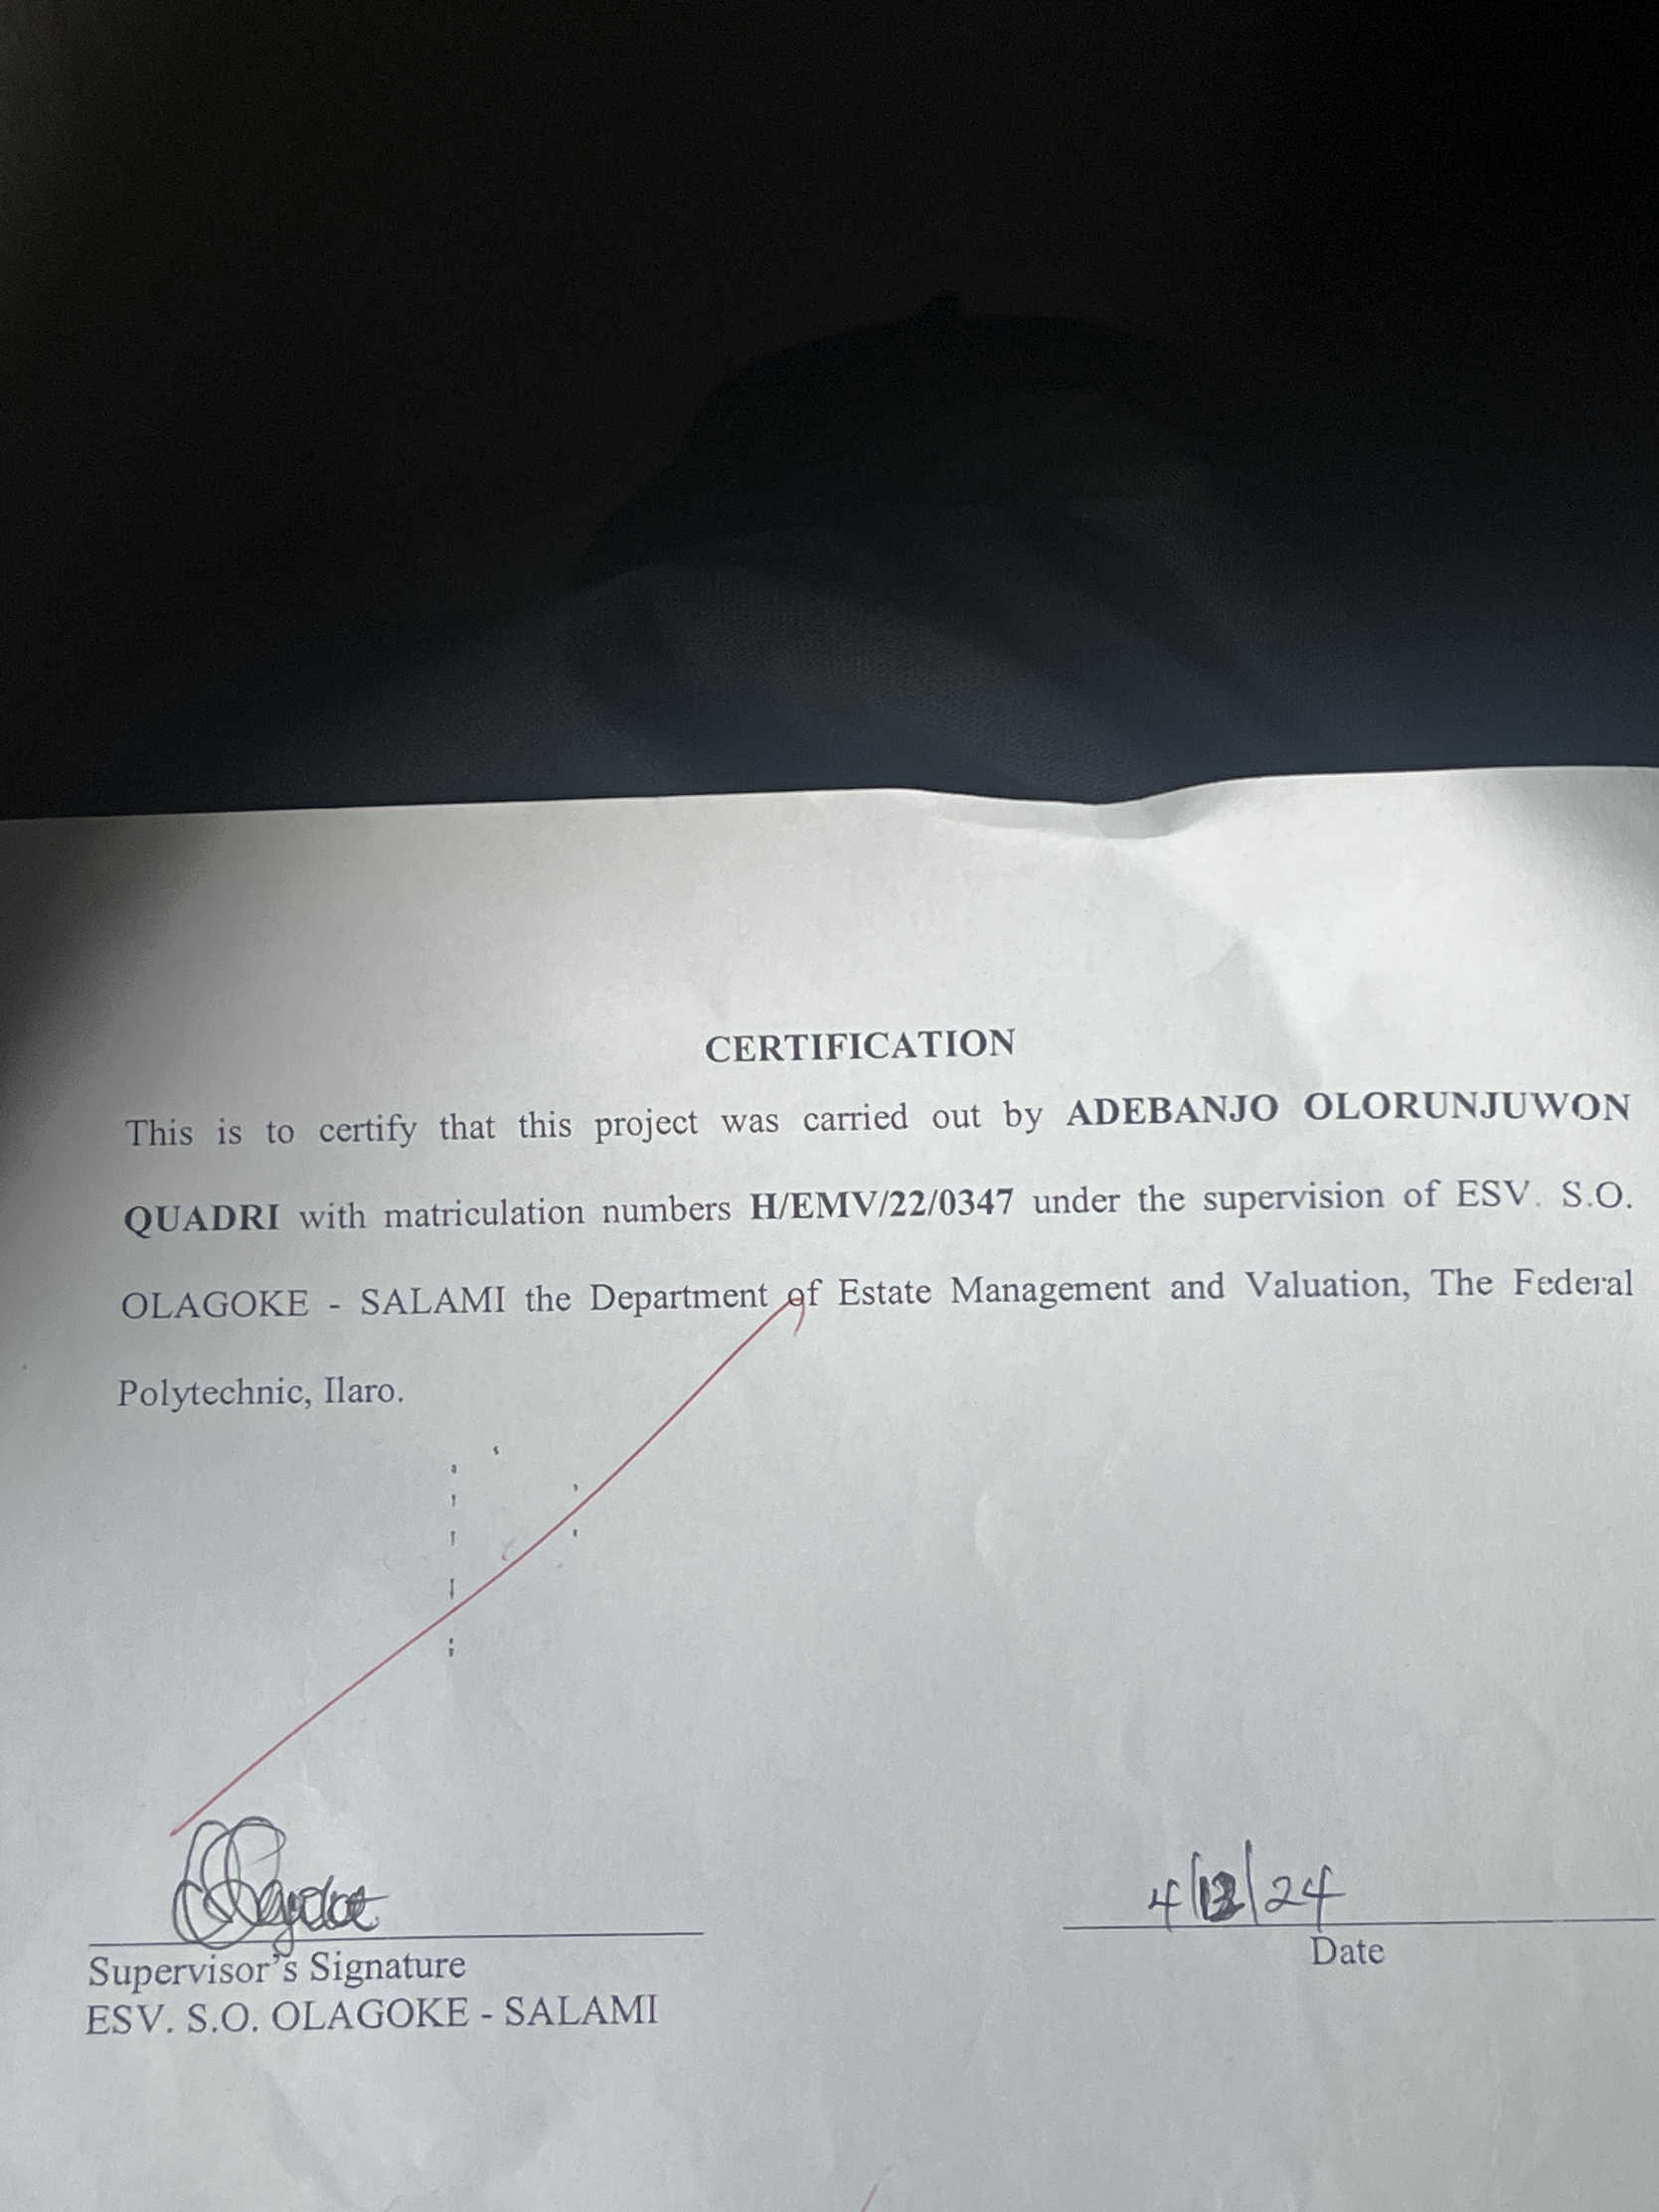 CERTIFICATION
This is to certify that this project was carried out by ADEBANJO OLORUNJUWON
QUADRI with matriculation numbers H/EMV/22/0347 under the supervision of ESV. S.O.
OLAGOKE - SALAMI the Department of Estate Management and Valuation, The Federal
Polytechnic, Ilaro.
4/12/24
Supervisor's Signature
Date
ESV. S.O. OLAGOKE - SALAMI